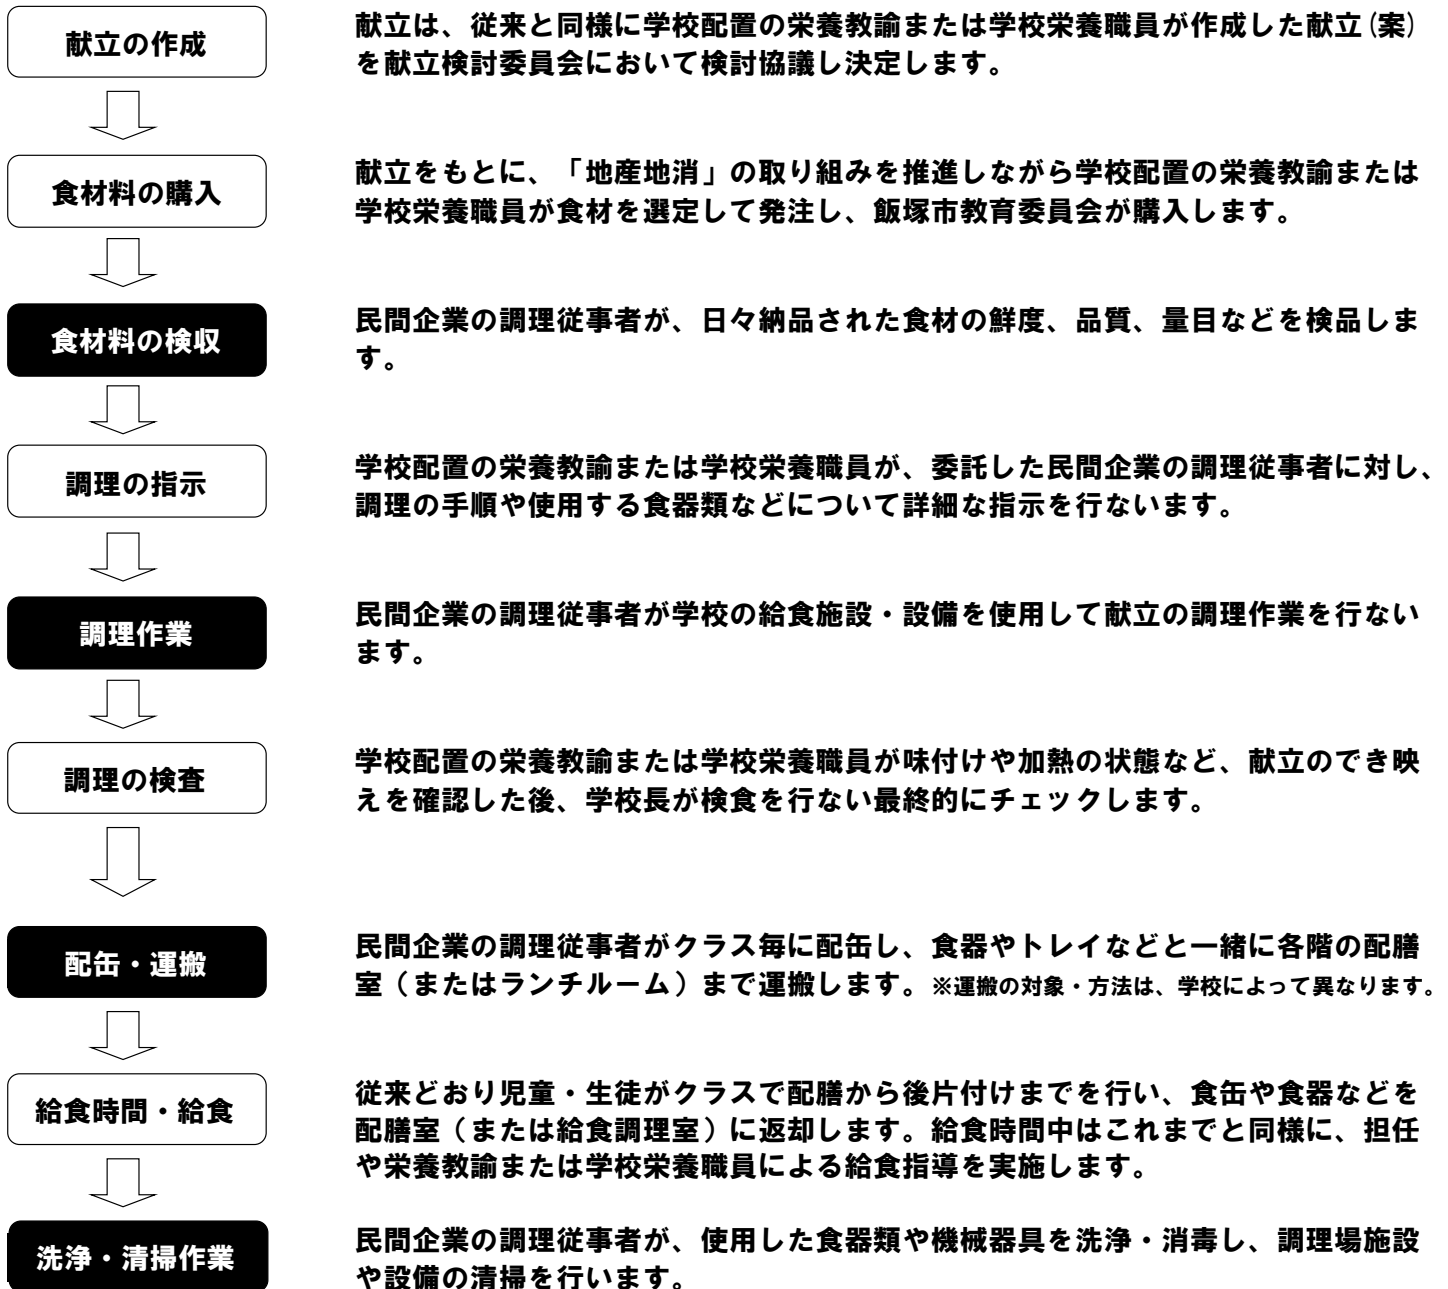 献立の作成
献立は、従来と同様に学校配置の栄養教諭または学校栄養職員が作成した献立(案)
を献立検討委員会において検討協議し決定します。
食材料の購入
献立をもとに、「地産地消」の取り組みを推進しながら学校配置の栄養教諭または
学校栄養職員が食材を選定して発注し、飯塚市教育委員会が購入します。
食材料の検収
民間企業の調理従事者が、日々納品された食材の鮮度、品質、量目などを検品しま
す。
調理の指示
学校配置の栄養教諭または学校栄養職員が、委託した民間企業の調理従事者に対し、
調理の手順や使用する食器類などについて詳細な指示を行ないます。
調理作業
民間企業の調理従事者が学校の給食施設・設備を使用して献立の調理作業を行ない
ます。
調理の検査
学校配置の栄養教諭または学校栄養職員が味付けや加熱の状態など、献立のでき映
えを確認した後、学校長が検食を行ない最終的にチェックします。
配缶・運搬
民間企業の調理従事者がクラス毎に配缶し、食器やトレイなどと一緒に各階の配膳
室（またはランチルーム）まで運搬します。※運搬の対象・方法は、学校によって異なります。
給食時間・給食
従来どおり児童・生徒がクラスで配膳から後片付けまでを行い、食缶や食器などを
配膳室（または給食調理室）に返却します。給食時間中はこれまでと同様に、担任
や栄養教諭または学校栄養職員による給食指導を実施します。
洗浄・清掃作業
民間企業の調理従事者が、使用した食器類や機械器具を洗浄・消毒し、調理場施設
や設備の清掃を行います。